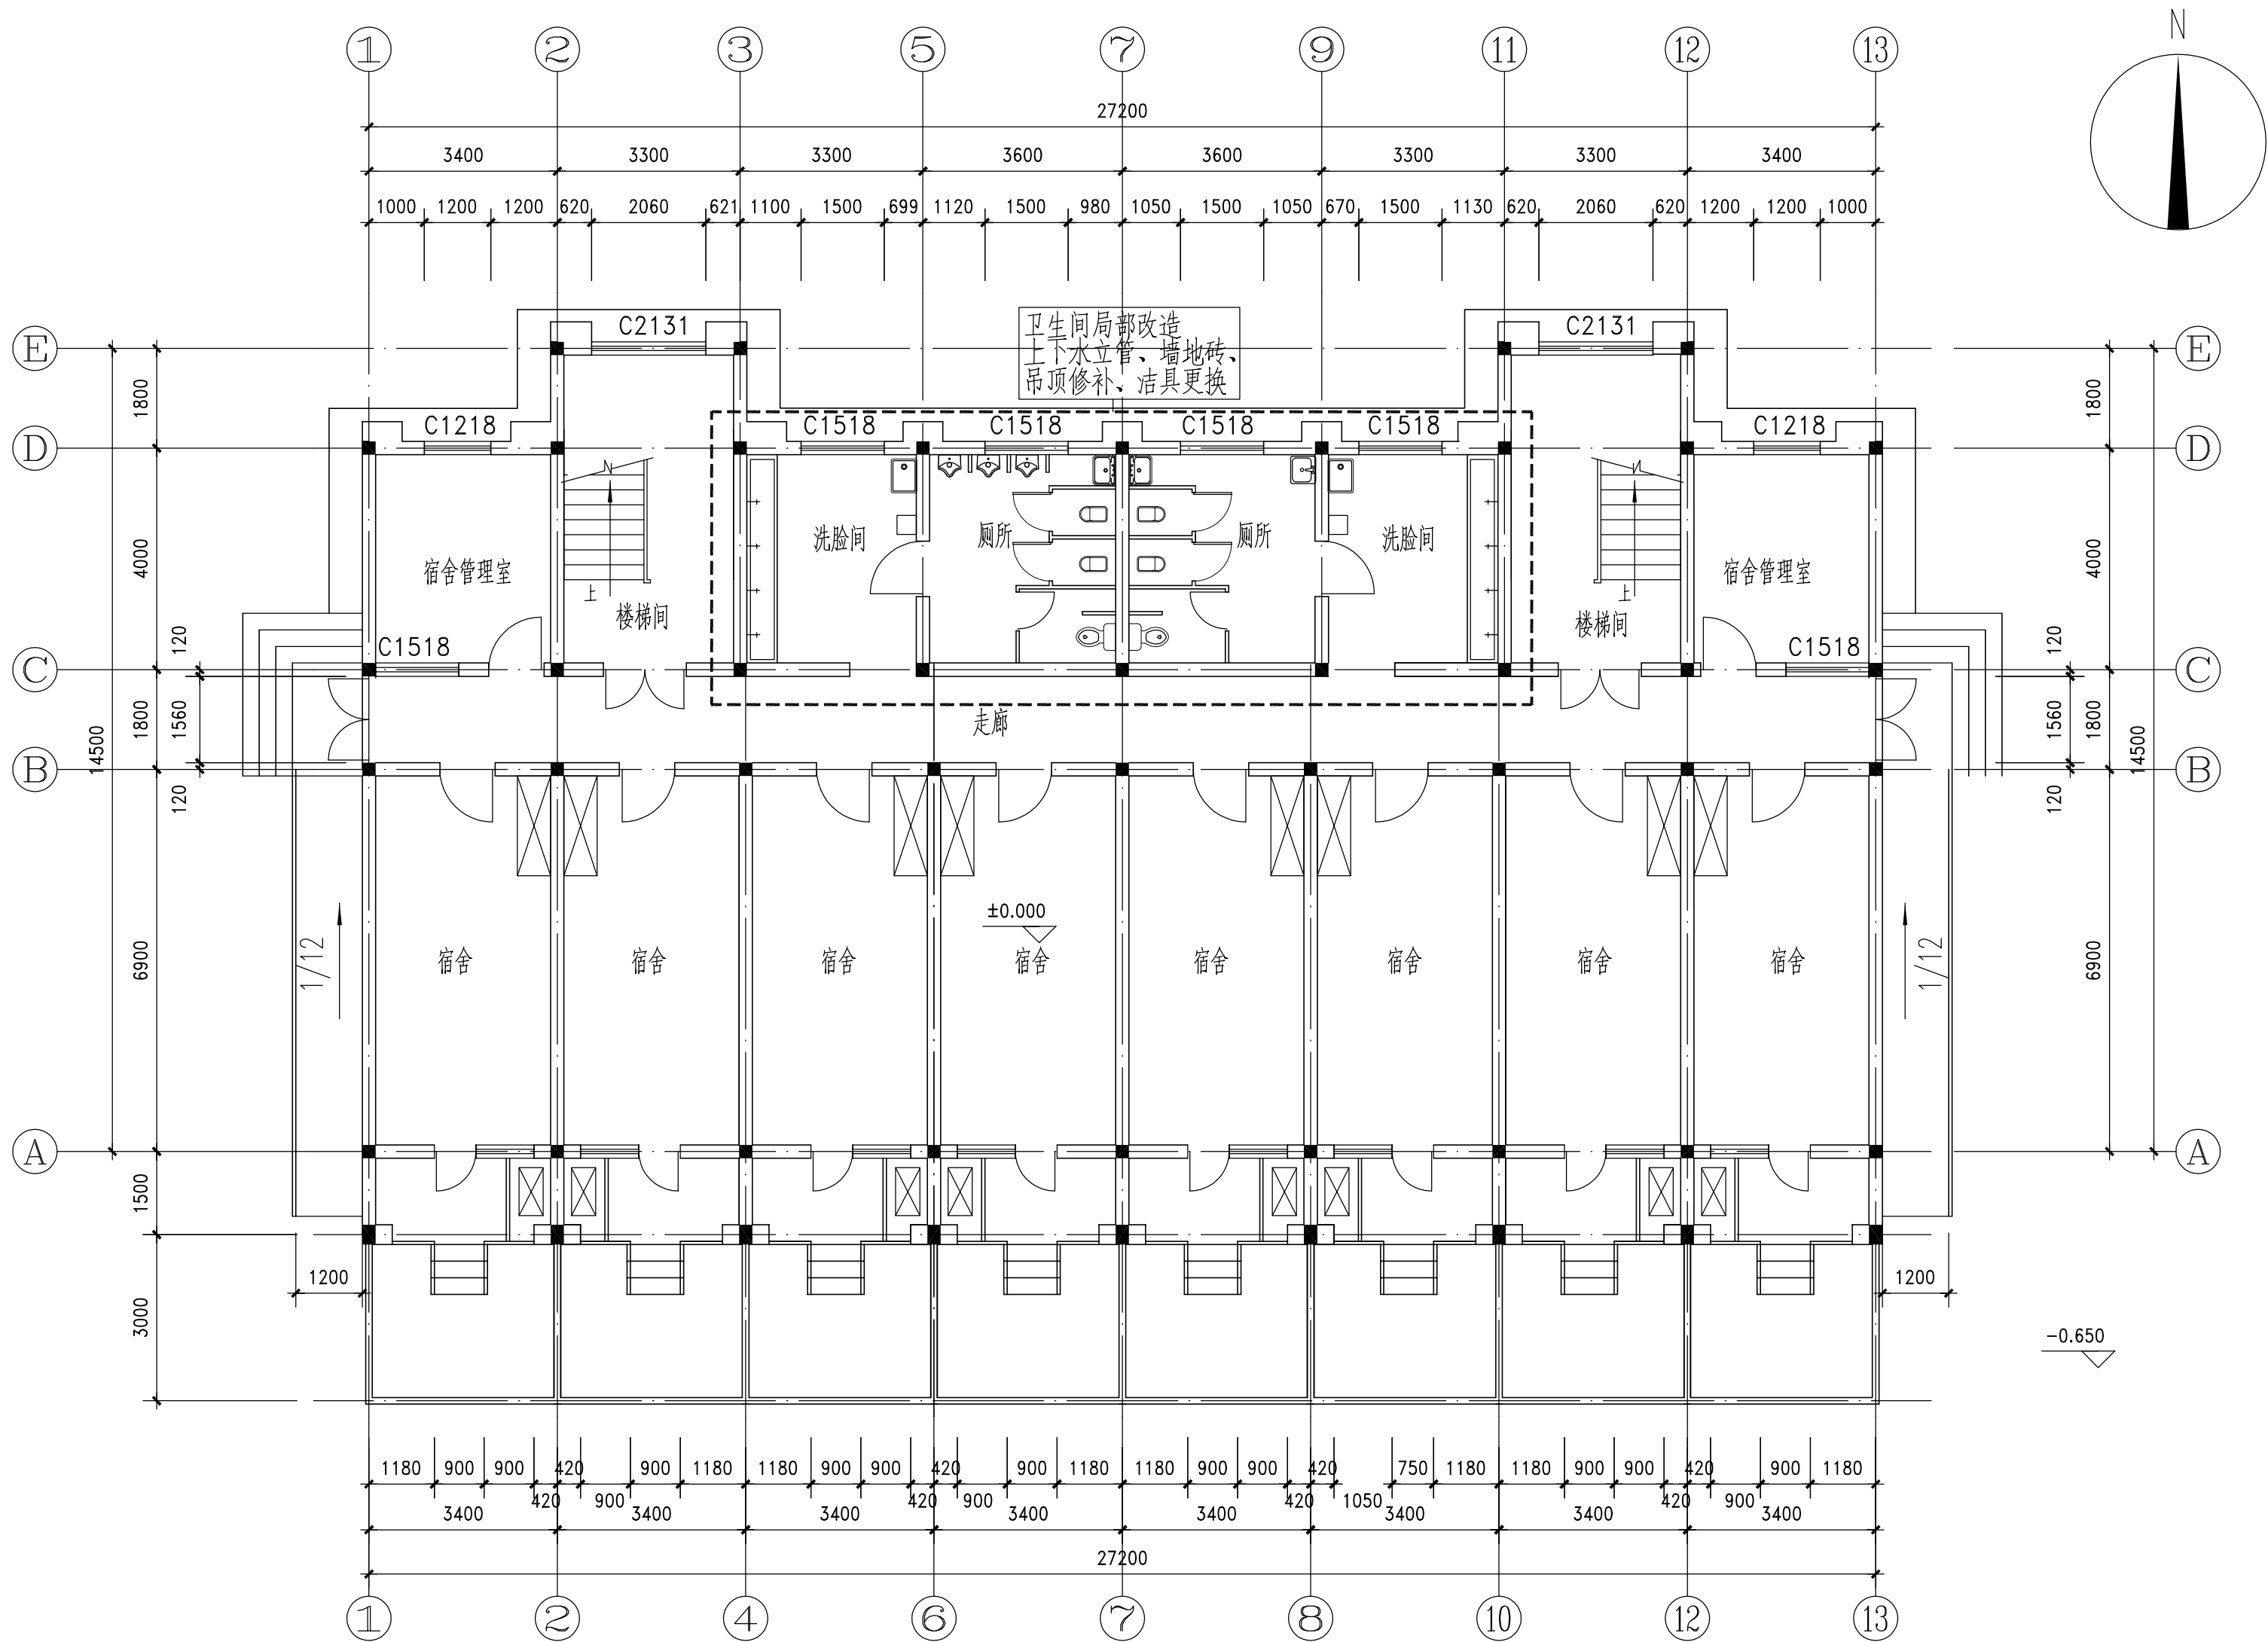 1 2 3 5 7 9 11 12 13 N
27200
3400 3300 3300 3600 3600 3300 3300 3400
1000 1200 1200 620 2060 621 1100 1500 699 1120 1500 980 1050 1500 1050 670 1500 1130 620 2060 620 1200 1200 1000
卫生间局部改造
上下水立管、墙地砖、
吊顶修补、洁具更换
C2131 C2131
E E
1800 1800
C1218 C1518 C1518 C1518 C1518 C1218
D D
洗脸间 厕所 厕所 洗脸间
4000 宿舍管理室 宿舍管理室 4000
上 上
楼梯间 楼梯间
120 C1518 C1518 120
C C
14500 1800 1560 走廊 1560 1800 14500
B B
120 120
±0.000
6900 1/12 宿舍 宿舍 宿舍 宿舍 宿舍 宿舍 宿舍 宿舍 1/12 6900
A A
1500
1200 1200
3000
-0.650
1180 900 900 420 900 1180 1180 900 900 420 900 1180 1180 900 900 420 750 1180 1180 900 900 420 900 1180
420 900 420 900 420 1050 420 900
3400 3400 3400 3400 3400 3400 3400 3400
27200
1 2 4 6 7 8 10 12 13